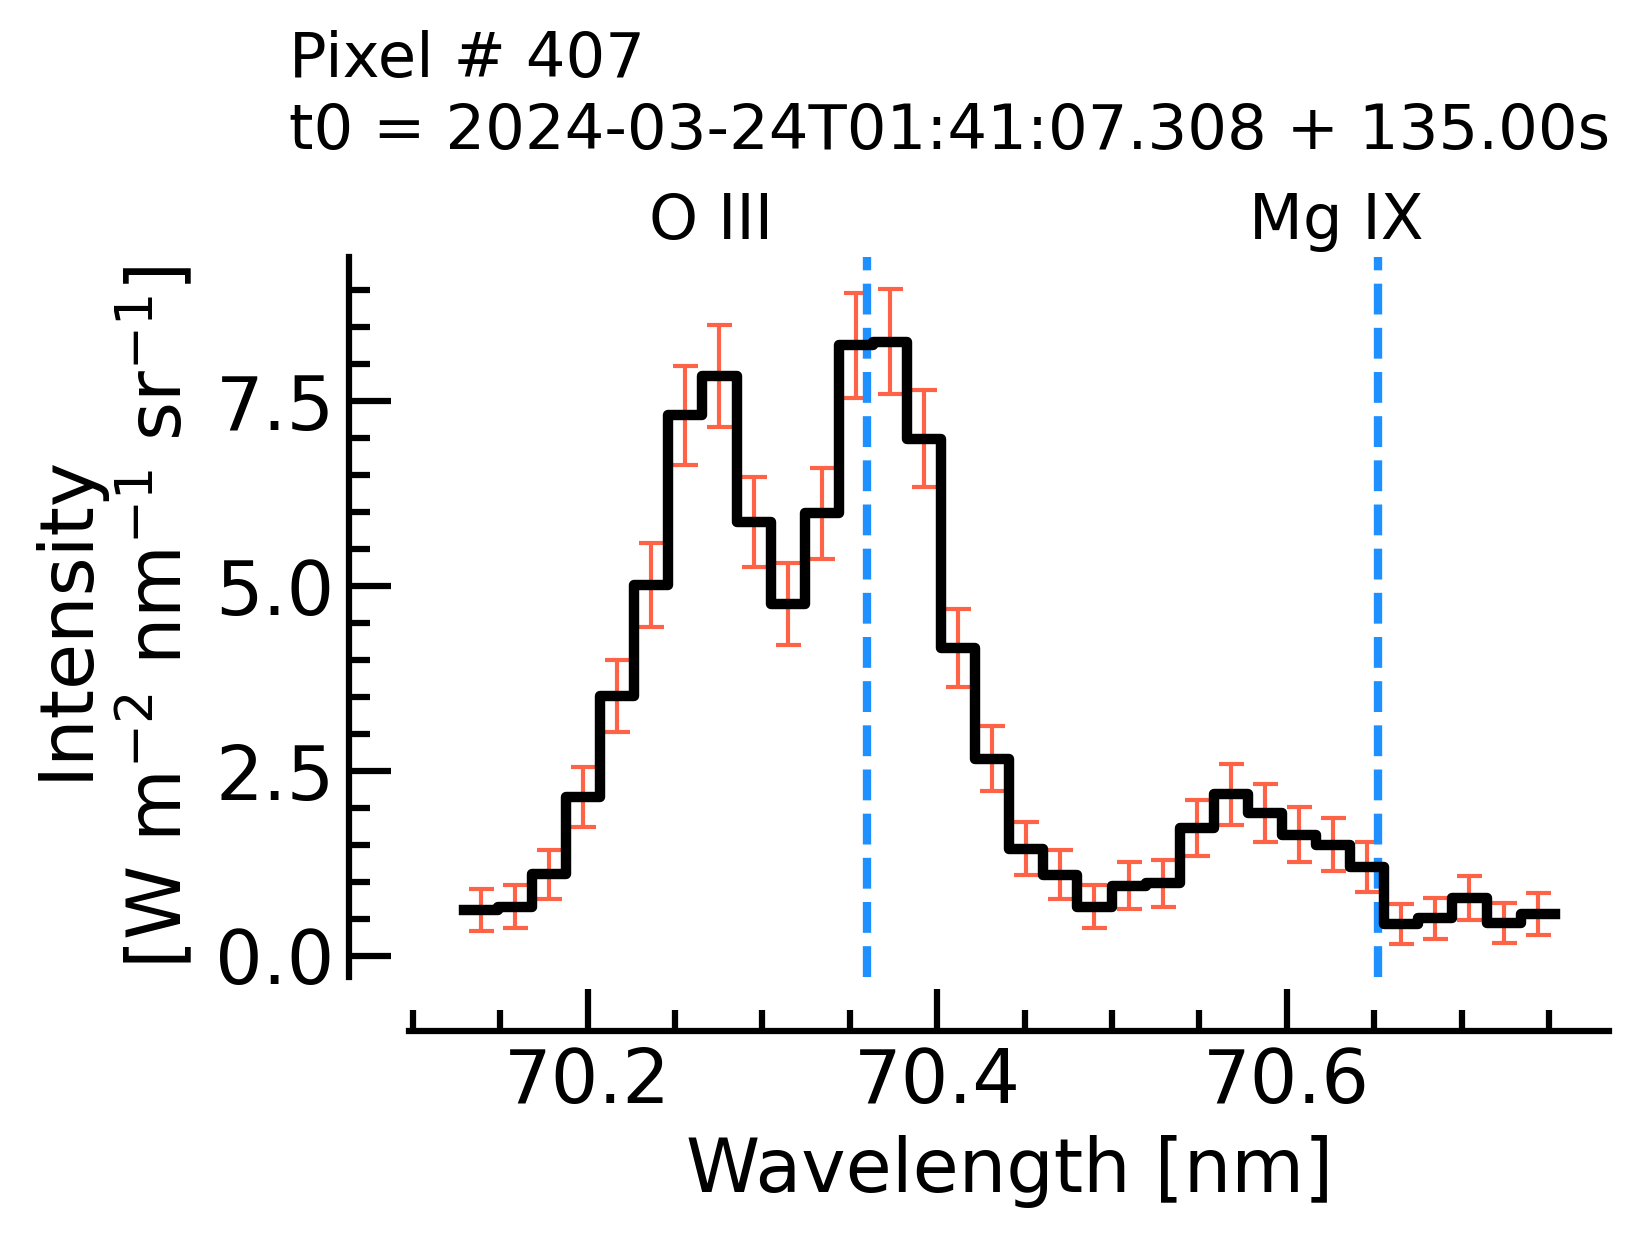 Pixel # 407
t0 = 2024-03-24T01:41:07.308 + 135.00s
O III Mg IX
Intensity
[W m⁻² nm⁻¹ sr⁻¹]
7.5
5.0
2.5
0.0
70.2 70.4 70.6
Wavelength [nm]